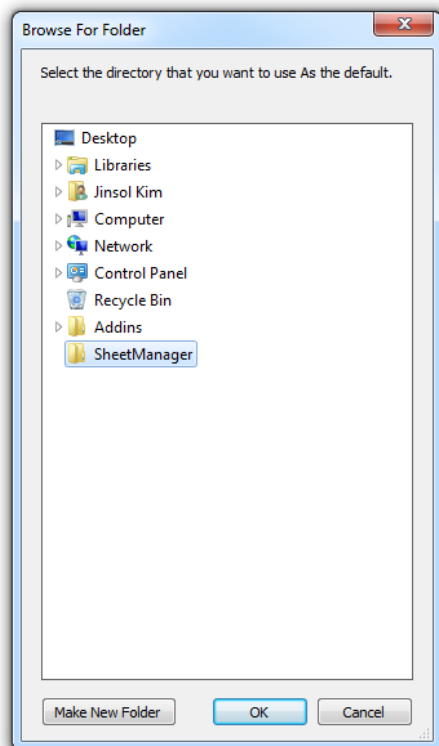 Browse For Folder
Select the directory that you want to use As the default.
Desktop
Libraries
Jinsol Kim
Computer
Network
Control Panel
Recycle Bin
Addins
SheetManager
Make New Folder OK Cancel